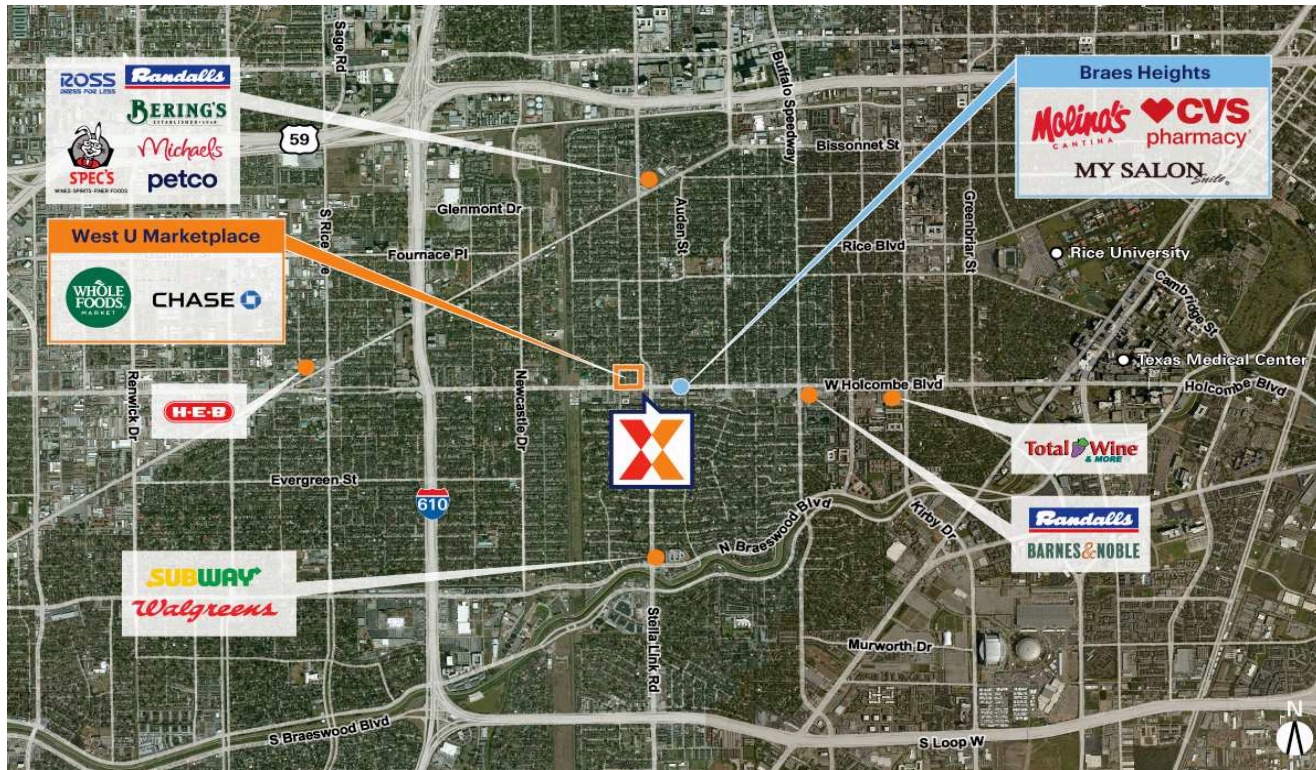 Sage Rd
Buffalo Speedway
ROSS
DRESS FOR LESS
Randalls
BERING'S
ESTABLISHED 1940
SPEC'S
WINES · SPIRITS · FINER FOODS
Michaels
petco
59
Braes Heights
Molina's
CANTINA
CVS
pharmacy
MY SALON
Suite
Bissonnet St
Glenmont Dr
Auden St
Greenbriar St
S Rice
Fournace Pl
Rice Blvd
Rice University
West U Marketplace
WHOLE
FOODS
MARKET
CHASE
Cambridge St
Texas Medical Center
Renwick Dr
Newcastle Dr
W Holcombe Blvd
Holcombe Blvd
H-E-B
X
Total Wine
& MORE
Evergreen St
610
N Braeswood Blvd
Kirby Dr
Randalls
BARNES&NOBLE
SUBWAY
Walgreens
Stella Link Rd
Murworth Dr
S Braeswood Blvd
S Loop W
N